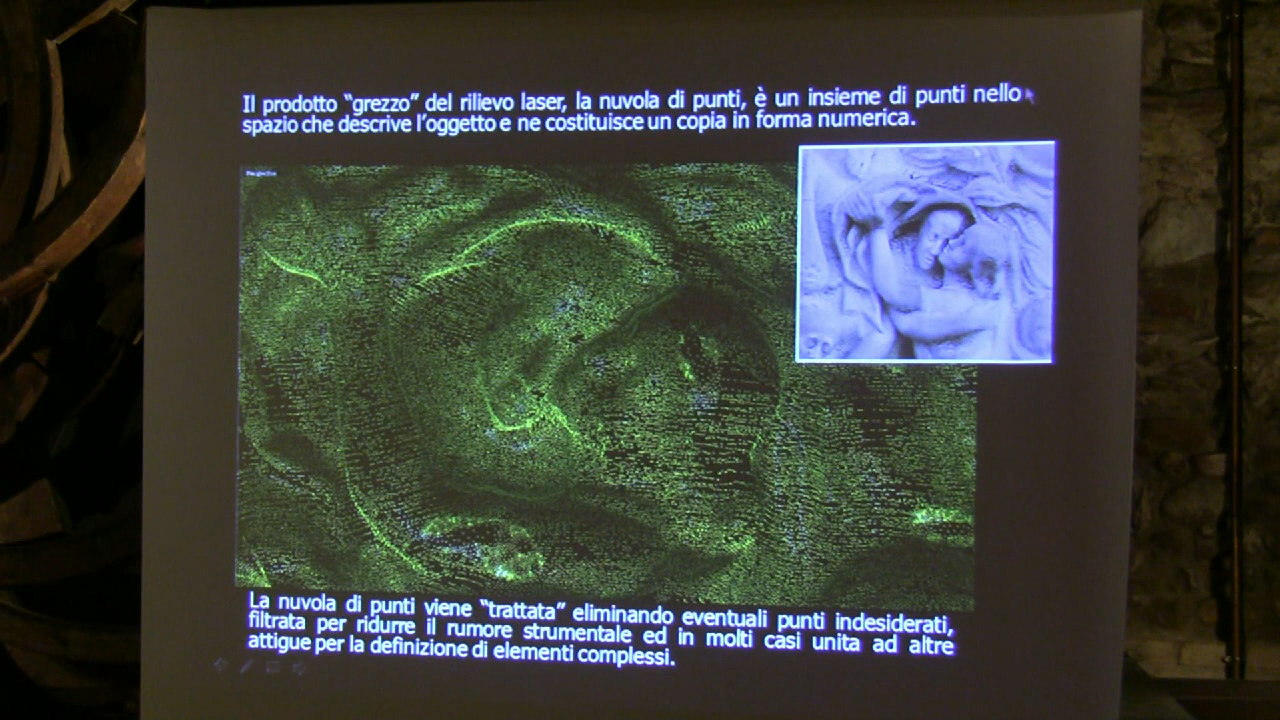 Il prodotto “grezzo” del rilievo laser, la nuvola di punti, è un insieme di punti nello
spazio che descrive l’oggetto e ne costituisce un copia in forma numerica.
Perspective
La nuvola di punti viene “trattata” eliminando eventuali punti indesiderati,
filtrata per ridurre il rumore strumentale ed in molti casi unita ad altre
attigue per la definizione di elementi complessi.